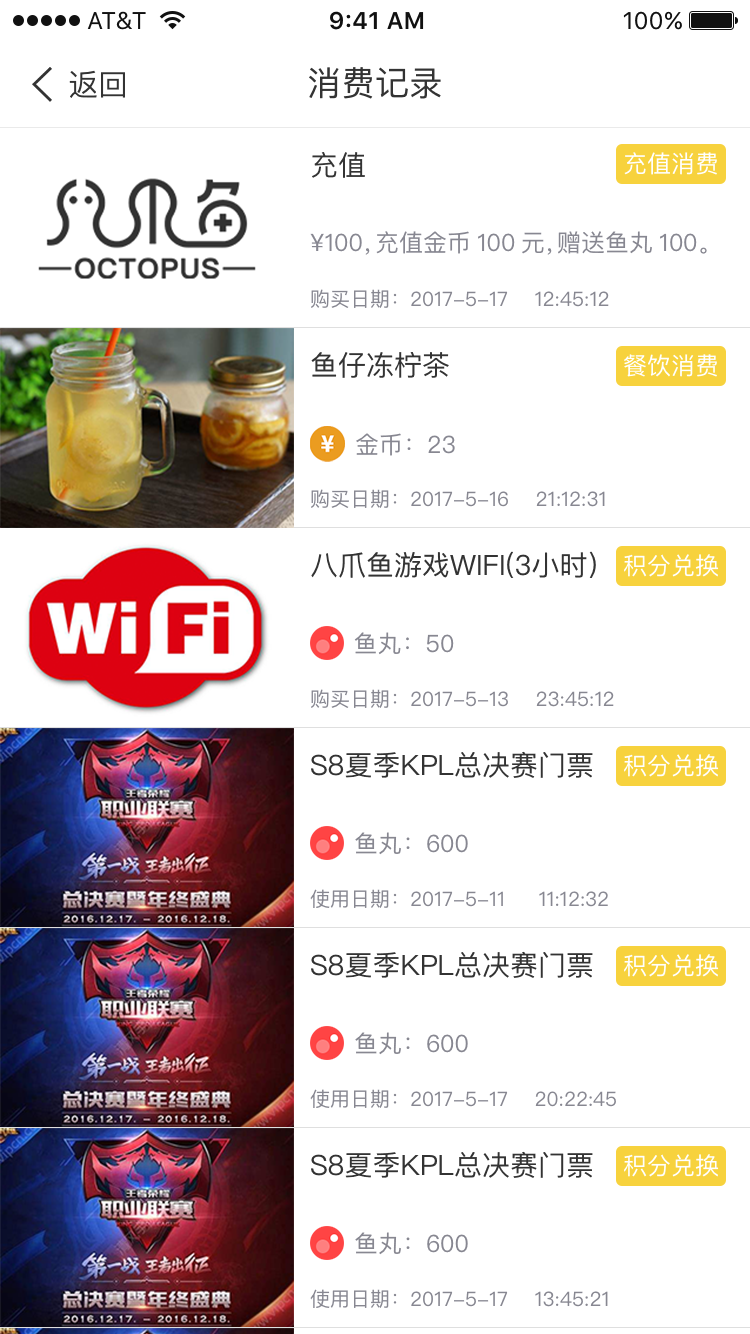 AT&T 9:41 AM 100%
返回 消费记录
八爪鱼
OCTOPUS
充值 充值消费
¥100, 充值金币 100 元, 赠送鱼丸 100。
购买日期: 2017-5-17 12:45:12
鱼仔冻柠茶 餐饮消费
¥ 金币: 23
购买日期: 2017-5-16 21:12:31
WiFi
八爪鱼游戏WIFI(3小时) 积分兑换
鱼丸: 50
购买日期: 2017-5-13 23:45:12
王者荣耀
职业联赛
第一战 王者出征
总决赛暨年终盛典
2016.12.17. - 2016.12.18.
S8夏季KPL总决赛门票 积分兑换
鱼丸: 600
使用日期: 2017-5-11 11:12:32
王者荣耀
职业联赛
KING PRO LEAGUE
第一战 王者出征
总决赛暨年终盛典
2016.12.17. - 2016.12.18.
S8夏季KPL总决赛门票 积分兑换
鱼丸: 600
使用日期: 2017-5-17 20:22:45
王者荣耀
职业联赛
KING PRO LEAGUE
第一战 王者出征
总决赛暨年终盛典
2016.12.17. - 2016.12.18.
S8夏季KPL总决赛门票 积分兑换
鱼丸: 600
使用日期: 2017-5-17 13:45:21